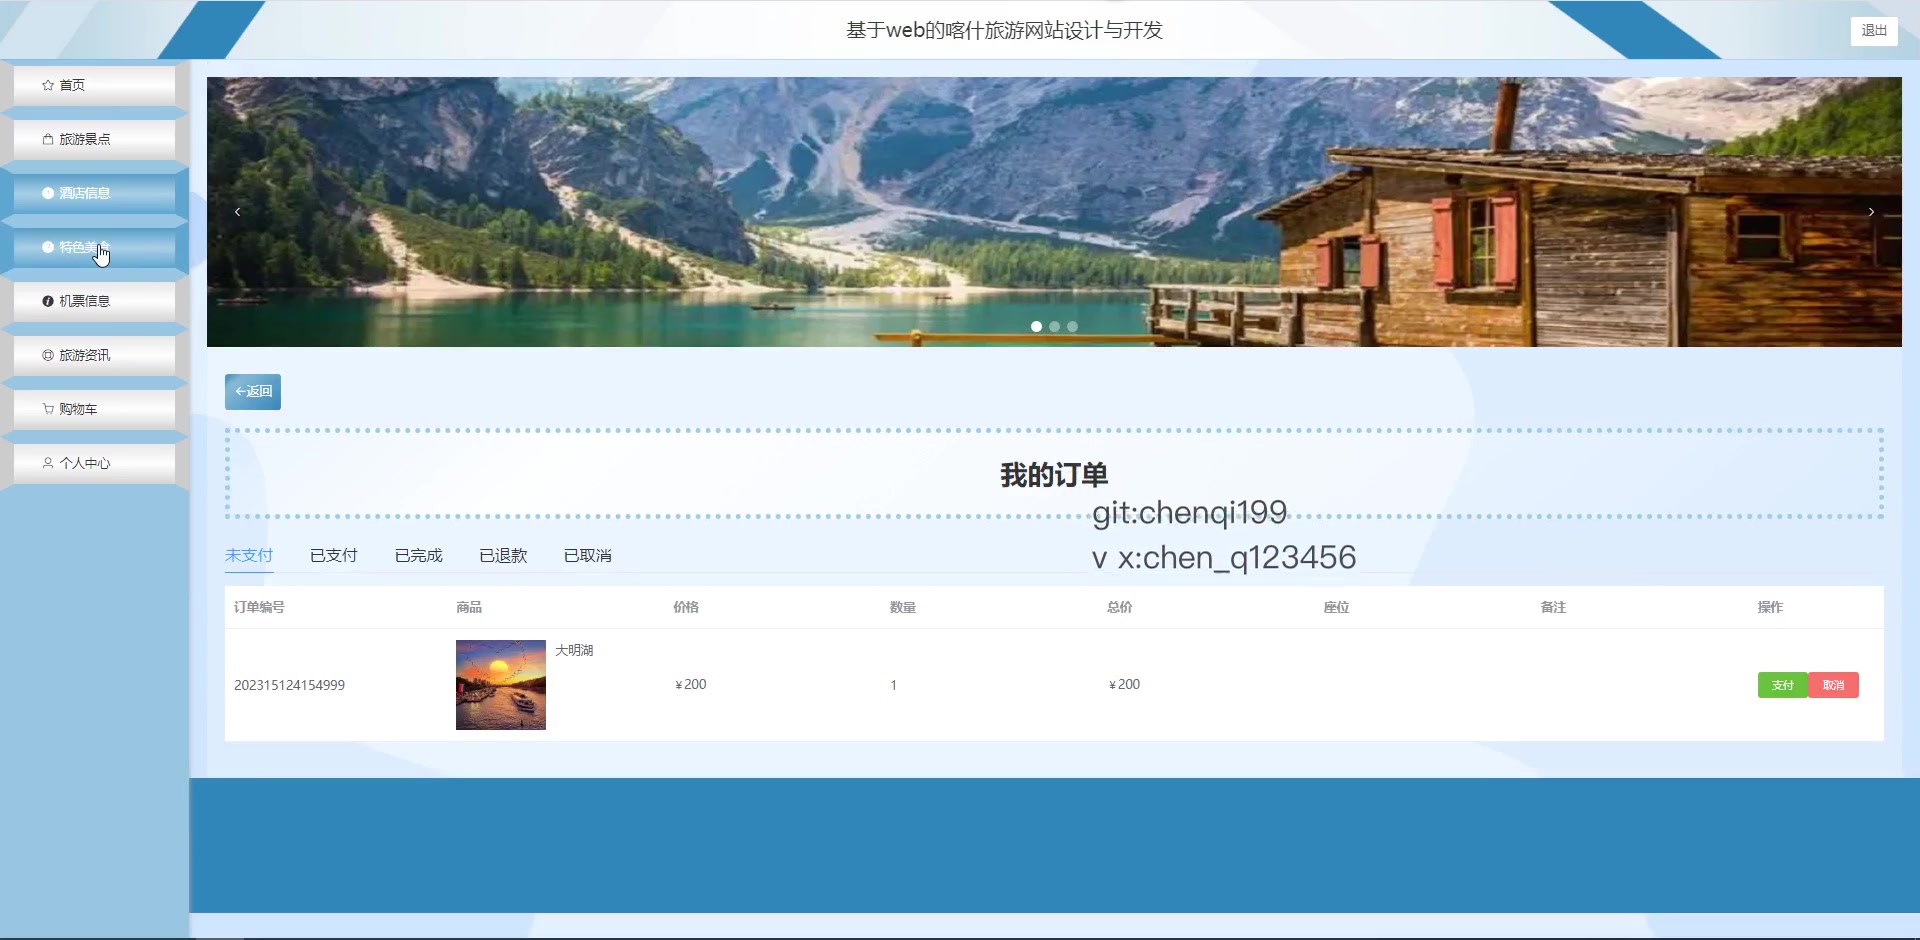 基于web的喀什旅游网站设计与开发
退出
首页
旅游景点
酒店信息
特色美食
机票信息
旅游资讯
购物车
个人中心
←返回
我的订单
git:chenqi199
v x:chen_q123456
未支付 已支付 已完成 已退款 已取消
订单编号 商品 价格 数量 总价 座位 备注 操作
大明湖
202315124154999 ¥200 1 ¥200 支付 取消